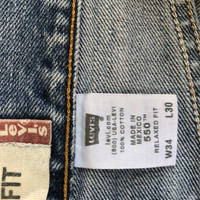 Levi's
FIT
Levi's
levi.com
(800) USA-LEVI
100% COTTON
MADE IN
MEXICO
550™
RELAXED FIT
W34 L30